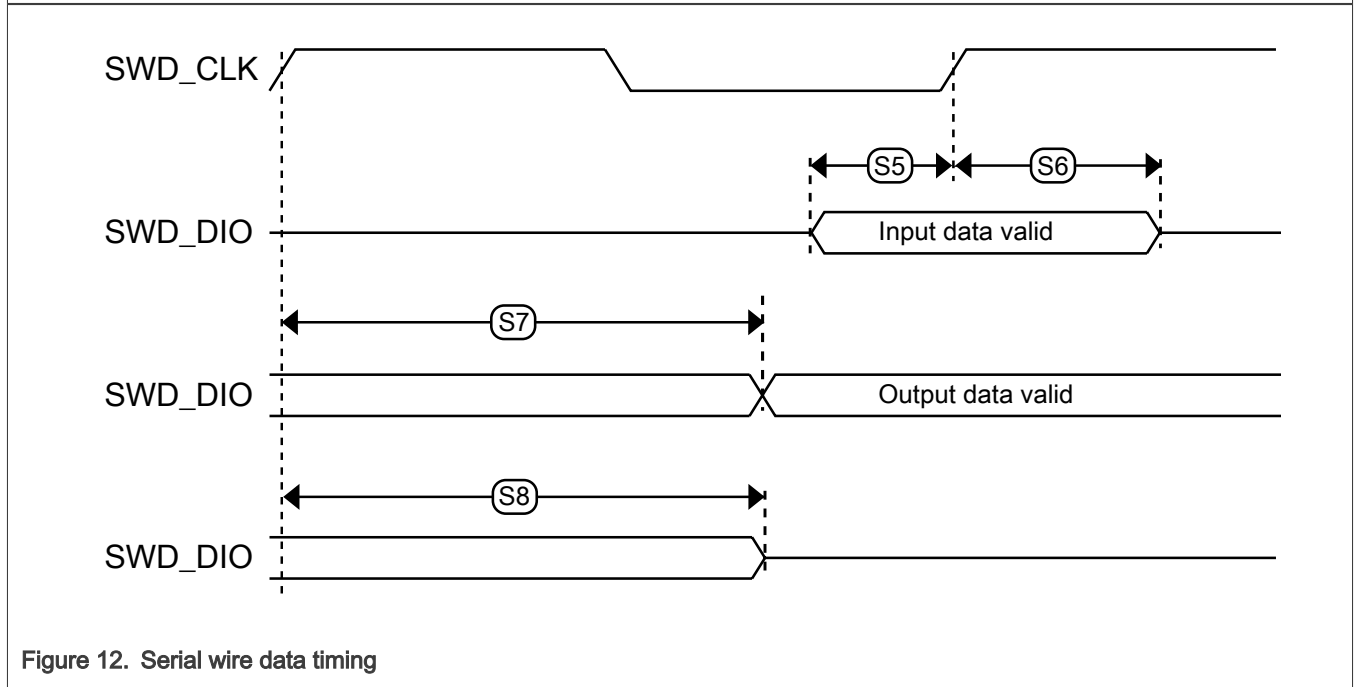 SWD_CLK
S5 S6
SWD_DIO Input data valid
S7
SWD_DIO Output data valid
S8
SWD_DIO
Figure 12. Serial wire data timing